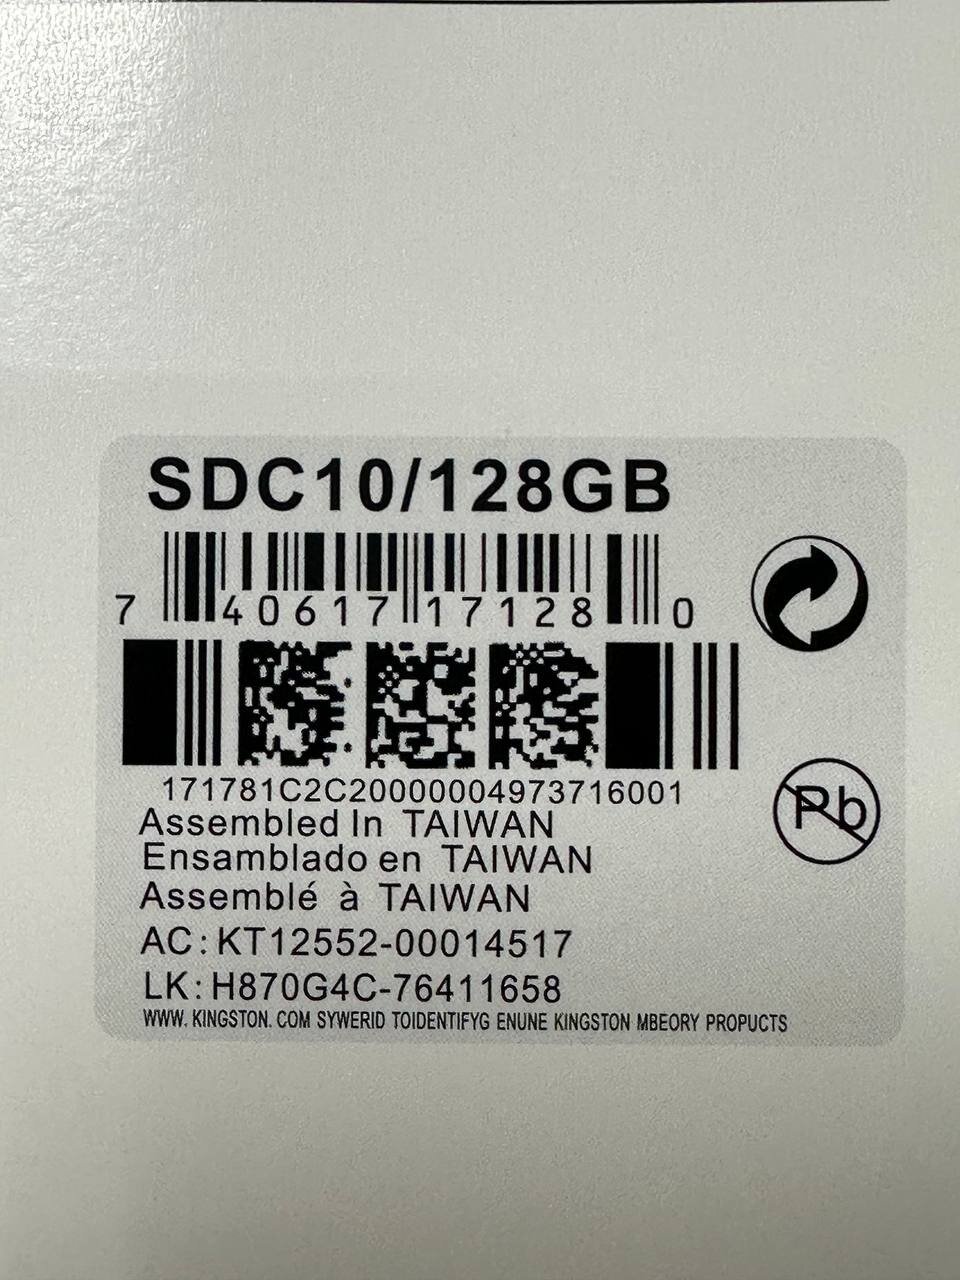 SDC10/128GB
7 40617 17128 0
171781C2C20000004973716001
Assembled In TAIWAN
Ensamblado en TAIWAN
Assemblé à TAIWAN
AC: KT12552-00014517
LK: H870G4C-76411658
WWW. KINGSTON. COM SYWERID TOIDENTIFYG ENUNE KINGSTON MBEORY PROPUCTS
Pb